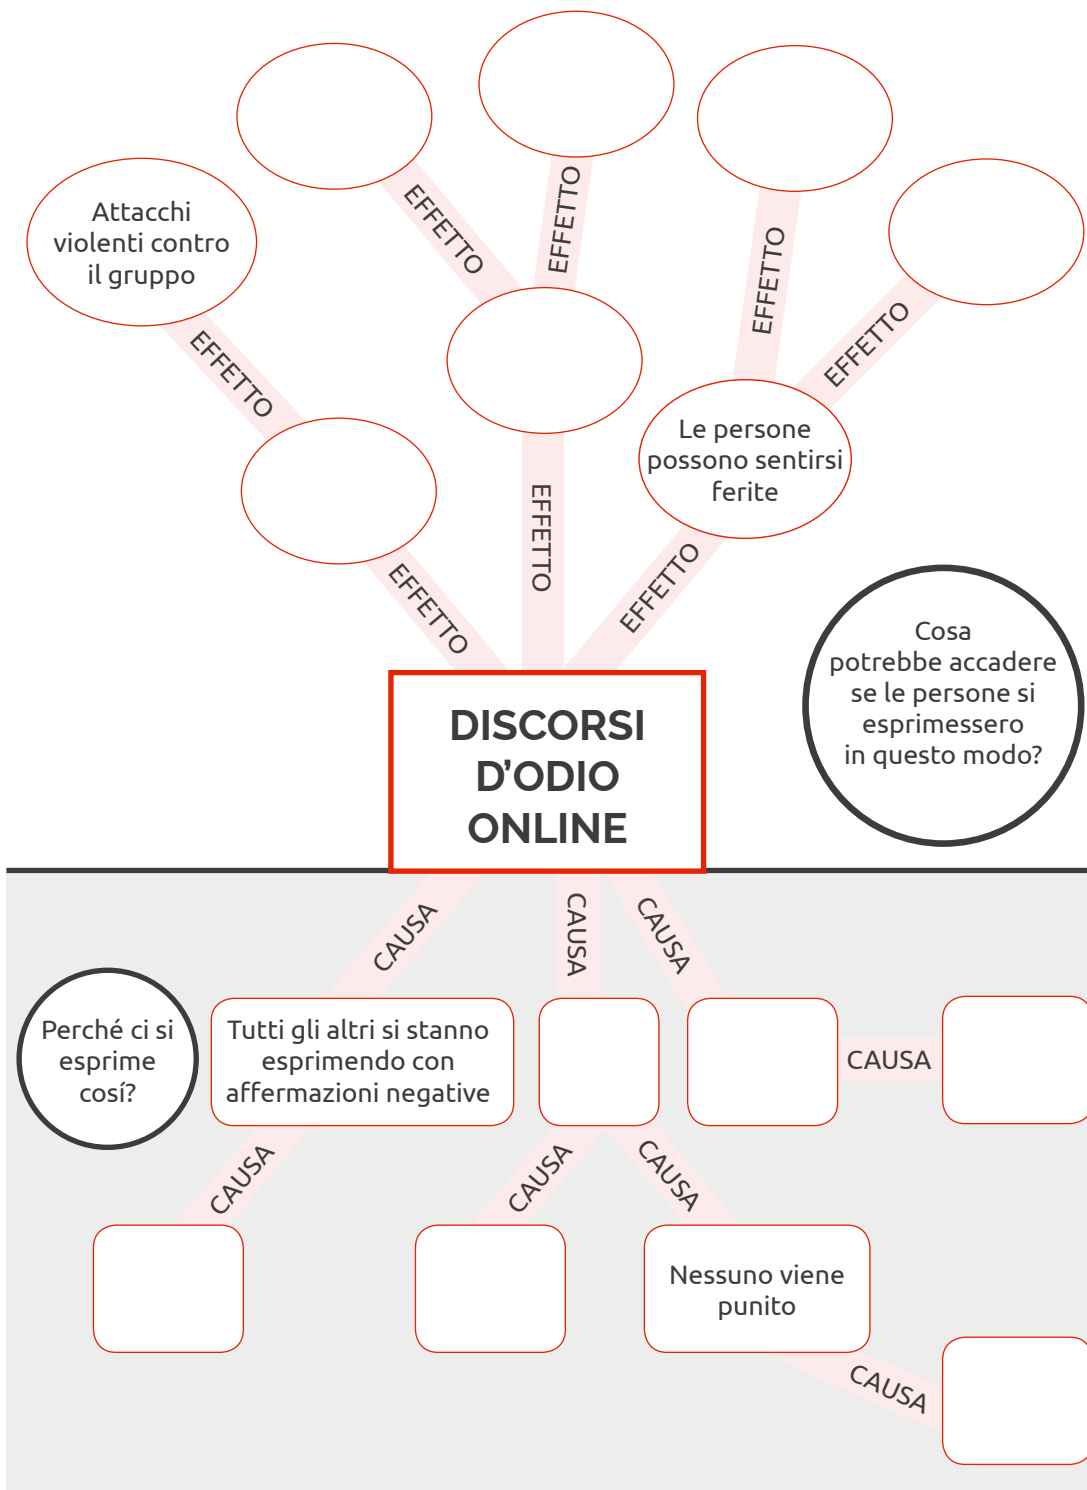 EFFETTO
EFFETTO
EFFETTO
EFFETTO
Attacchi
violenti contro
il gruppo
EFFETTO
Le persone
possono sentirsi
ferite
EFFETTO
EFFETTO
EFFETTO
Cosa
potrebbe accadere
se le persone si
esprimessero
in questo modo?
DISCORSI
D'ODIO
ONLINE
CAUSA
CAUSA
CAUSA
Perché ci si
esprime
cosí?
Tutti gli altri si stanno
esprimendo con
affermazioni negative
CAUSA
CAUSA
CAUSA
CAUSA
Nessuno viene
punito
CAUSA